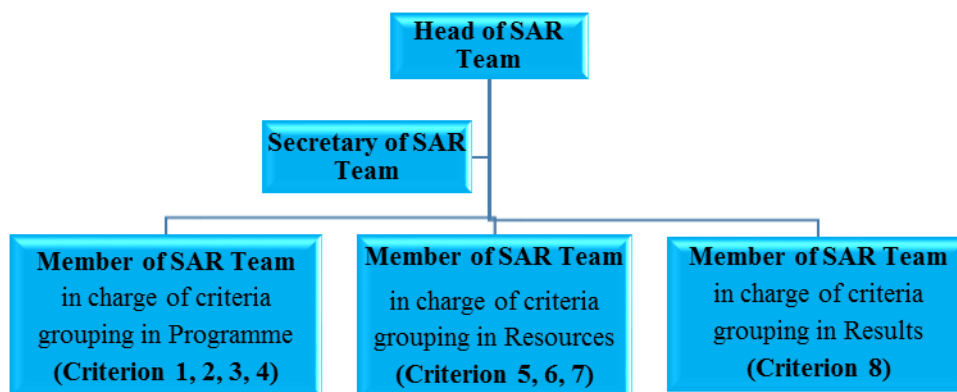 Head of SAR
Team
Secretary of SAR
Team
Member of SAR Team
in charge of criteria
grouping in Programme
(Criterion 1, 2, 3, 4)
Member of SAR Team
in charge of criteria
grouping in Resources
(Criterion 5, 6, 7)
Member of SAR Team
in charge of criteria
grouping in Results
(Criterion 8)